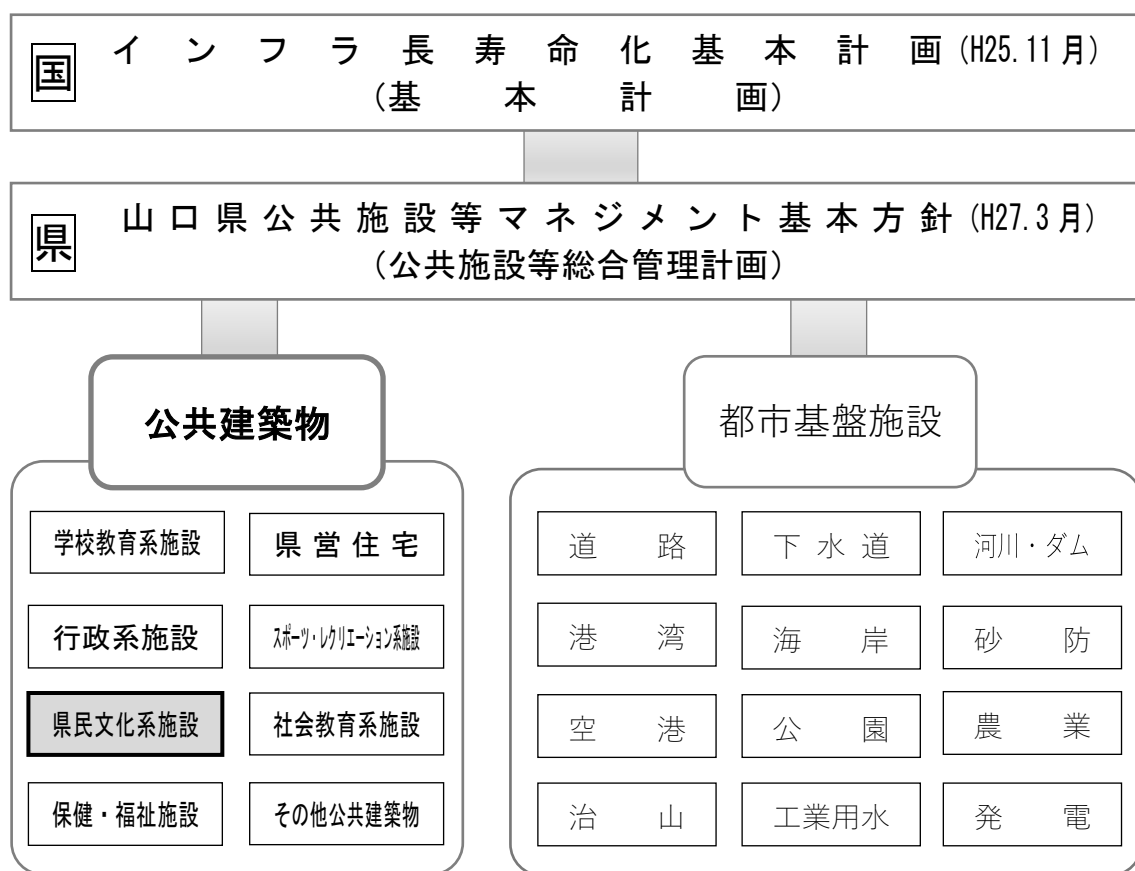 国
インフラ長寿命化基本計画(H25.11月)
(基本計画)
県
山口県公共施設等マネジメント基本方針(H27.3月)
(公共施設等総合管理計画)
公共建築物
学校教育系施設 県営住宅
行政系施設 スポーツ・レクリエーション系施設
県民文化系施設 社会教育系施設
保健・福祉施設 その他公共建築物
都市基盤施設
道路 下水道 河川・ダム
港湾 海岸 砂防
空港 公園 農業
治山 工業用水 発電